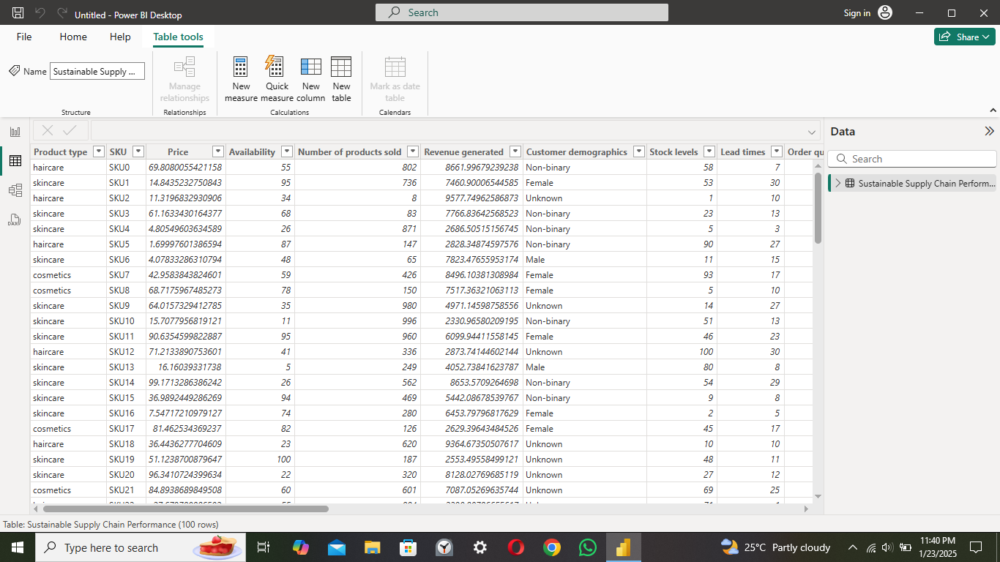 Untitled - Power BI Desktop
Search
Sign in
File Home Help Table tools
Share
Name Sustainable Supply ...
Manage relationships
New measure
Quick measure
New column
New table
Mark as date table
Structure
Relationships
Calculations
Calendars
Data
Search
Sustainable Supply Chain Perform...
Product type SKU Price Availability Number of products sold Revenue generated Customer demographics Stock levels Lead times Order qu
haircare SKU0 69.8080055421158 55 802 8661.99679239238 Non-binary 58 7
skincare SKU1 14.8435232750843 95 736 7460.90006544585 Female 53 30
haircare SKU2 11.3196832930906 34 8 9577.74962586873 Unknown 1 10
skincare SKU3 61.1633430164377 68 83 7766.83642568523 Non-binary 23 13
skincare SKU4 4.80549603634589 26 871 2686.50515156745 Non-binary 5 3
haircare SKU5 1.69997601386594 87 147 2828.34874597576 Non-binary 90 27
skincare SKU6 4.07833286310794 48 65 7823.47655953174 Male 11 15
cosmetics SKU7 42.9583843824601 59 426 8496.10381308984 Female 93 17
cosmetics SKU8 68.7175967485273 78 150 7517.36321063113 Female 5 10
skincare SKU9 64.0157329412785 35 980 4971.14598758556 Unknown 14 27
skincare SKU10 15.7077956819121 11 996 2330.96580209195 Non-binary 51 13
skincare SKU11 90.6354599822887 95 960 6099.94411558145 Female 46 23
haircare SKU12 71.2133890753601 41 336 2873.74144602144 Unknown 100 30
skincare SKU13 16.16039331738 5 249 4052.73841623787 Male 80 8
skincare SKU14 99.1713286386242 26 562 8653.5709264698 Non-binary 54 29
skincare SKU15 36.9892449286269 94 469 5442.08678539767 Non-binary 9 8
skincare SKU16 7.54717210979127 74 280 6453.79796817629 Female 2 5
cosmetics SKU17 81.462534369237 82 126 2629.39643484526 Female 45 17
haircare SKU18 36.4436277704609 23 620 9364.67350507617 Unknown 10 10
skincare SKU19 51.1238700879647 100 187 2553.49558499121 Unknown 48 11
skincare SKU20 96.3410724399634 22 320 8128.02769685119 Unknown 27 12
cosmetics SKU21 84.8938689849508 60 601 7087.05269635744 Unknown 69 25
Table: Sustainable Supply Chain Performance (100 rows)
Type here to search
25°C Partly cloudy
11:40 PM
1/23/2025